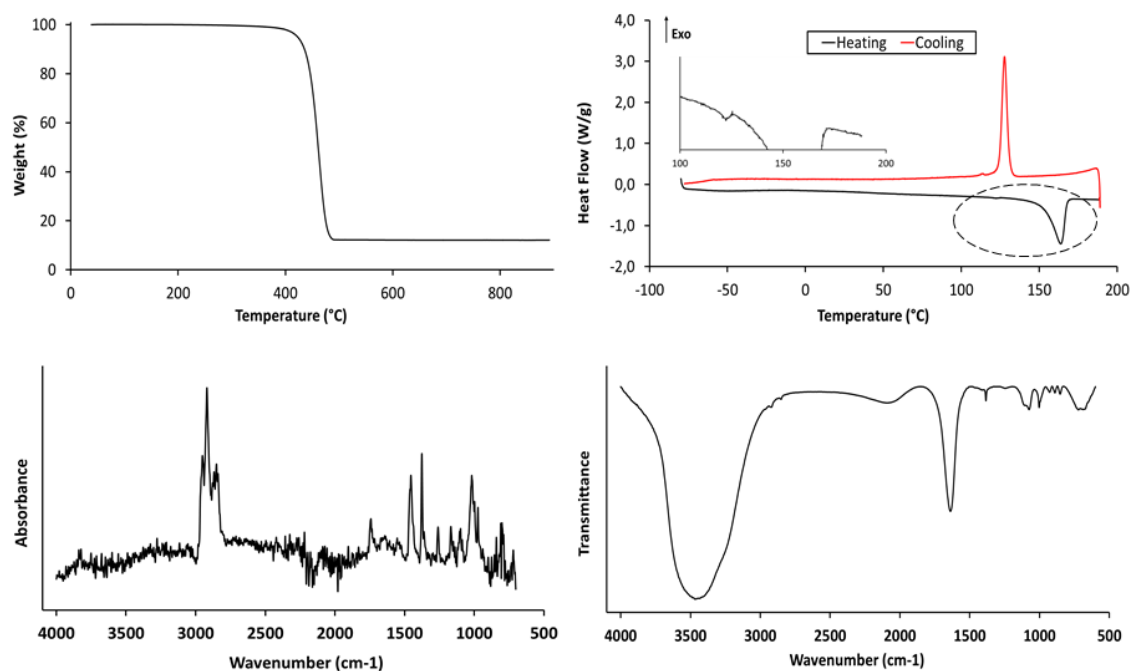 100
80
60
40
20
0
Weight (%)
0 200 400 600 800
Temperature (°C)
Exo
Heating Cooling
4,0
3,0
2,0
1,0
0,0
-1,0
-2,0
Heat Flow (W/g)
100 150 200
-100 -50 0 50 100 150 200
Temperature (°C)
Absorbance
4000 3500 3000 2500 2000 1500 1000 500
Wavenumber (cm-1)
Transmittance
4000 3500 3000 2500 2000 1500 1000 500
Wavenumber (cm-1)